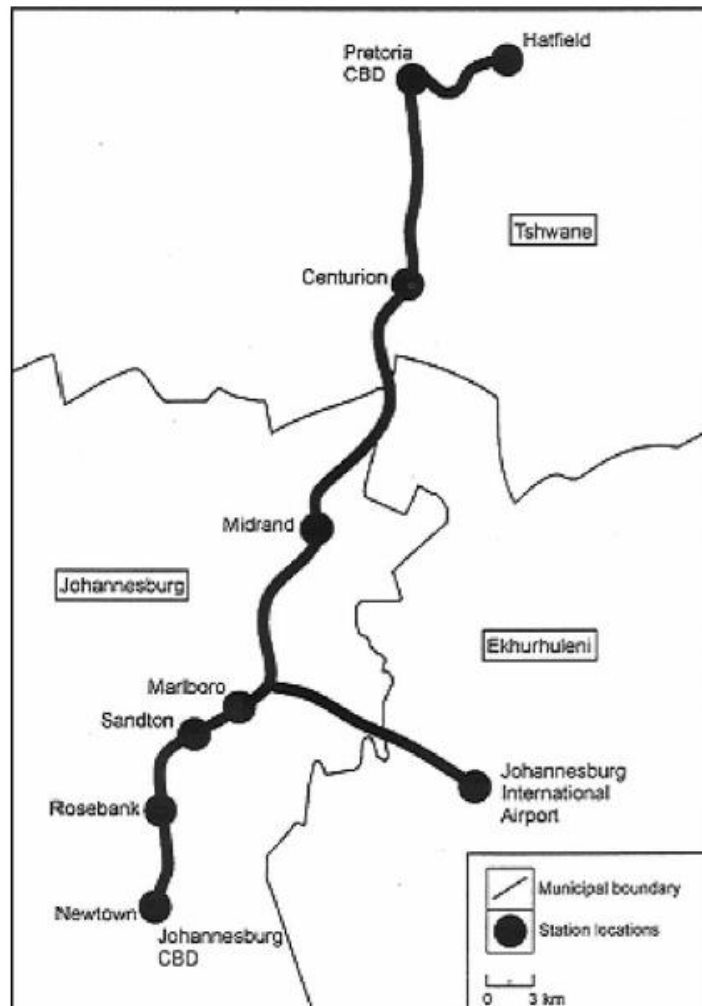 Hatfield
Pretoria
CBD
Tshwane
Centurion
Midrand
Johannesburg
Ekhurhuleni
Marlboro
Sandton
Johannesburg
International
Airport
Rosebank
Newtown
Johannesburg
CBD
Municipal boundary
Station locations
0 3 km